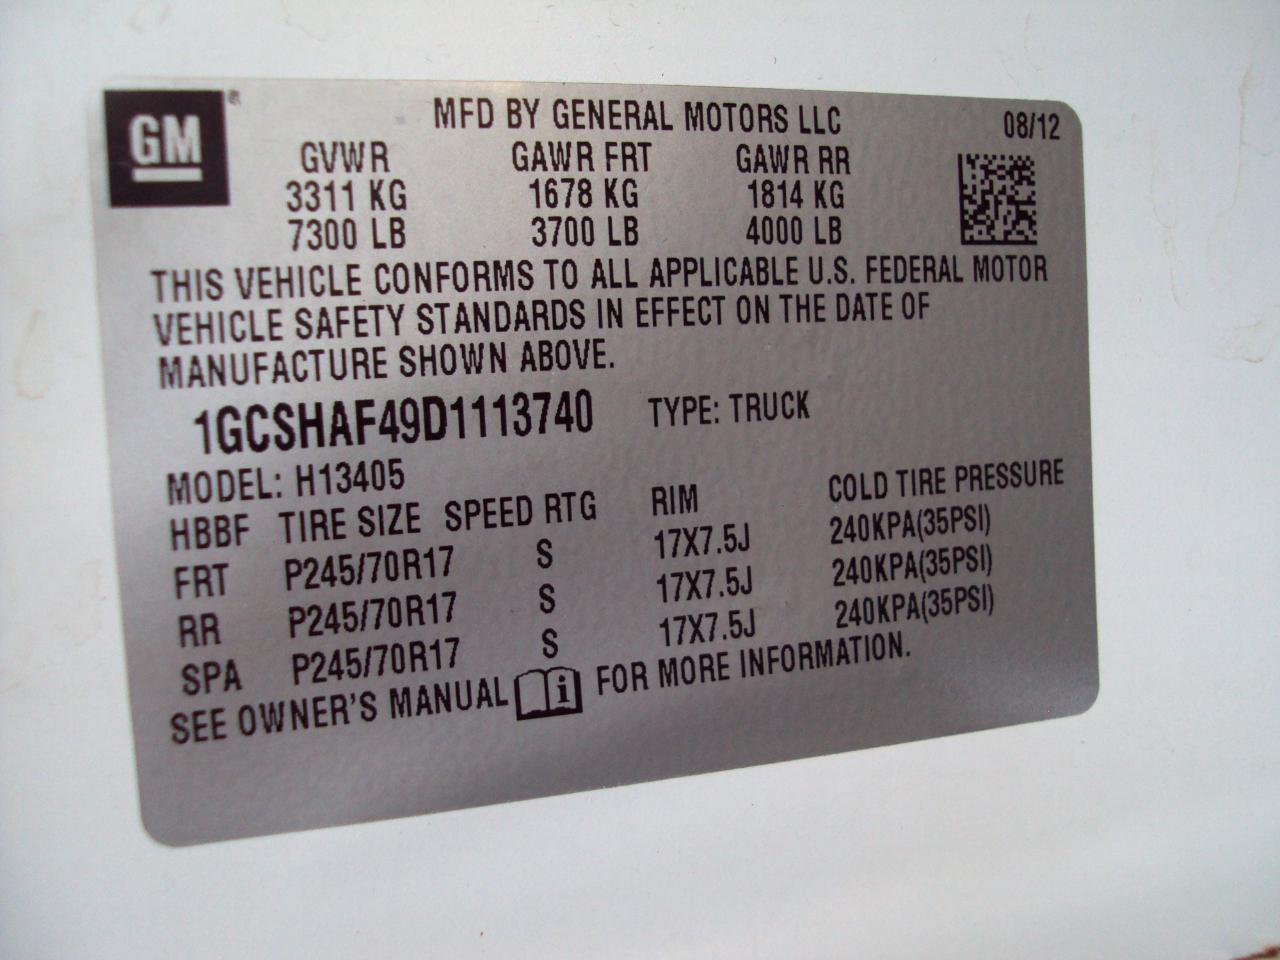 GM®
MFD BY GENERAL MOTORS LLC 08/12
GVWR GAWR FRT GAWR RR
3311 KG 1678 KG 1814 KG
7300 LB 3700 LB 4000 LB
THIS VEHICLE CONFORMS TO ALL APPLICABLE U.S. FEDERAL MOTOR
VEHICLE SAFETY STANDARDS IN EFFECT ON THE DATE OF
MANUFACTURE SHOWN ABOVE.
1GCSHAF49D1113740 TYPE: TRUCK
MODEL: H13405
HBBF TIRE SIZE SPEED RTG RIM COLD TIRE PRESSURE
FRT P245/70R17 S 17X7.5J 240KPA(35PSI)
RR P245/70R17 S 17X7.5J 240KPA(35PSI)
SPA P245/70R17 S 17X7.5J 240KPA(35PSI)
SEE OWNER'S MANUAL i FOR MORE INFORMATION.